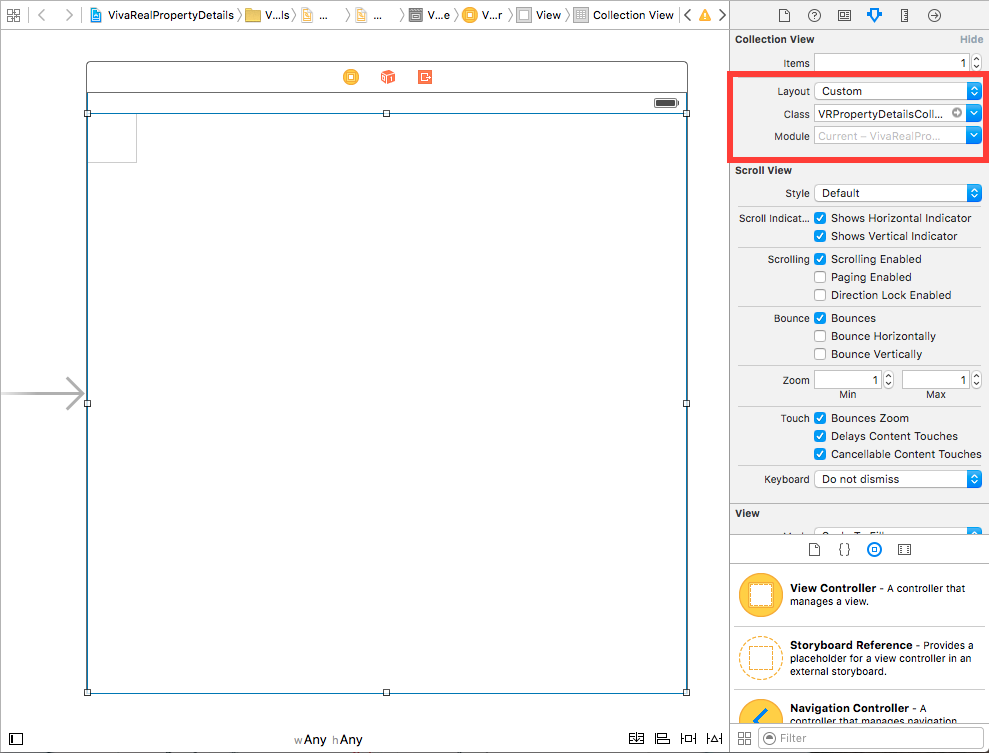 VivaRealPropertyDetails V...ls ... ... V...e V...r View Collection View
Collection View Hide
Items 1
Layout Custom
Class VRPropertyDetailsColl...
Module Current – VivaRealPro...
Scroll View
Style Default
Scroll Indicat... Shows Horizontal Indicator
Shows Vertical Indicator
Scrolling Scrolling Enabled
Paging Enabled
Direction Lock Enabled
Bounce Bounces
Bounce Horizontally
Bounce Vertically
Zoom 1 1
Min Max
Touch Bounces Zoom
Delays Content Touches
Cancellable Content Touches
Keyboard Do not dismiss
View
{}
View Controller - A controller that
manages a view.
Storyboard Reference - Provides a
placeholder for a view controller in an
external storyboard.
Navigation Controller - A
controller that manages navigation
wAny hAny
Filter